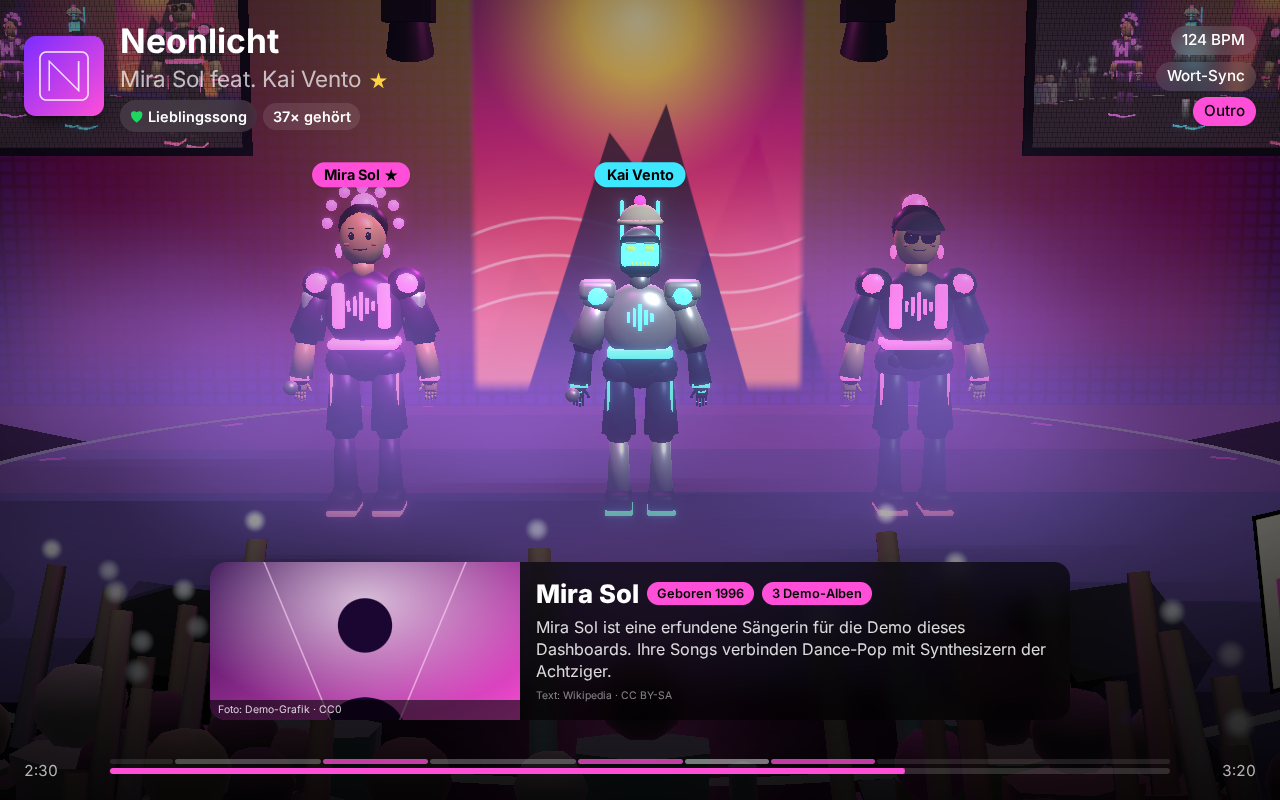 N
Neonlicht
Mira Sol feat. Kai Vento ★
Lieblingssong
37× gehört
124 BPM
Wort-Sync
Outro
Mira Sol ★
Kai Vento
Mira Sol
Geboren 1996
3 Demo-Alben
Mira Sol ist eine erfundene Sängerin für die Demo dieses
Dashboards. Ihre Songs verbinden Dance-Pop mit Synthesizern der
Achtziger.
Text: Wikipedia · CC BY-SA
Foto: Demo-Grafik · CC0
2:30
3:20